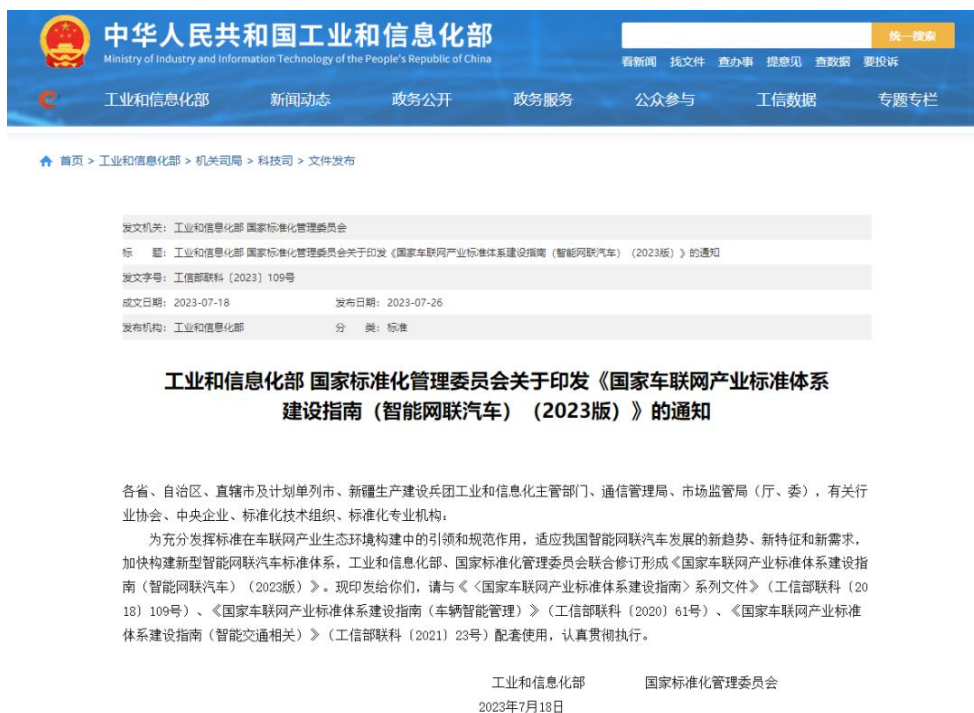 中华人民共和国工业和信息化部
Ministry of Industry and Information Technology of the People's Republic of China
统一搜索
看新闻 找文件 查办事 提意见 查数据 要投诉
工业和信息化部 新闻动态 政务公开 政务服务 公众参与 工信数据 专题专栏
首页 > 工业和信息化部 > 机关司局 > 科技司 > 文件发布
发文机关: 工业和信息化部 国家标准化管理委员会
标 题: 工业和信息化部 国家标准化管理委员会关于印发《国家车联网产业标准体系建设指南（智能网联汽车）（2023版）》的通知
发文字号: 工信部联科〔2023〕109号
成文日期: 2023-07-18 发布日期: 2023-07-26
发布机构: 工业和信息化部 分 类: 标准
工业和信息化部 国家标准化管理委员会关于印发《国家车联网产业标准体系
建设指南（智能网联汽车）（2023版）》的通知
各省、自治区、直辖市及计划单列市、新疆生产建设兵团工业和信息化主管部门、通信管理局、市场监管局（厅、委），有关行
业协会、中央企业、标准化技术组织、标准化专业机构：
为充分发挥标准在车联网产业生态环境构建中的引领和规范作用，适应我国智能网联汽车发展的新趋势、新特征和新需求，
加快构建新型智能网联汽车标准体系，工业和信息化部、国家标准化管理委员会联合修订形成《国家车联网产业标准体系建设指
南（智能网联汽车）（2023版）》。现印发给你们，请与《〈国家车联网产业标准体系建设指南〉系列文件》（工信部联科〔20
18〕109号）、《国家车联网产业标准体系建设指南（车辆智能管理）》（工信部联科〔2020〕61号）、《国家车联网产业标准
体系建设指南（智能交通相关）》（工信部联科〔2021〕23号）配套使用，认真贯彻执行。
工业和信息化部 国家标准化管理委员会
2023年7月18日